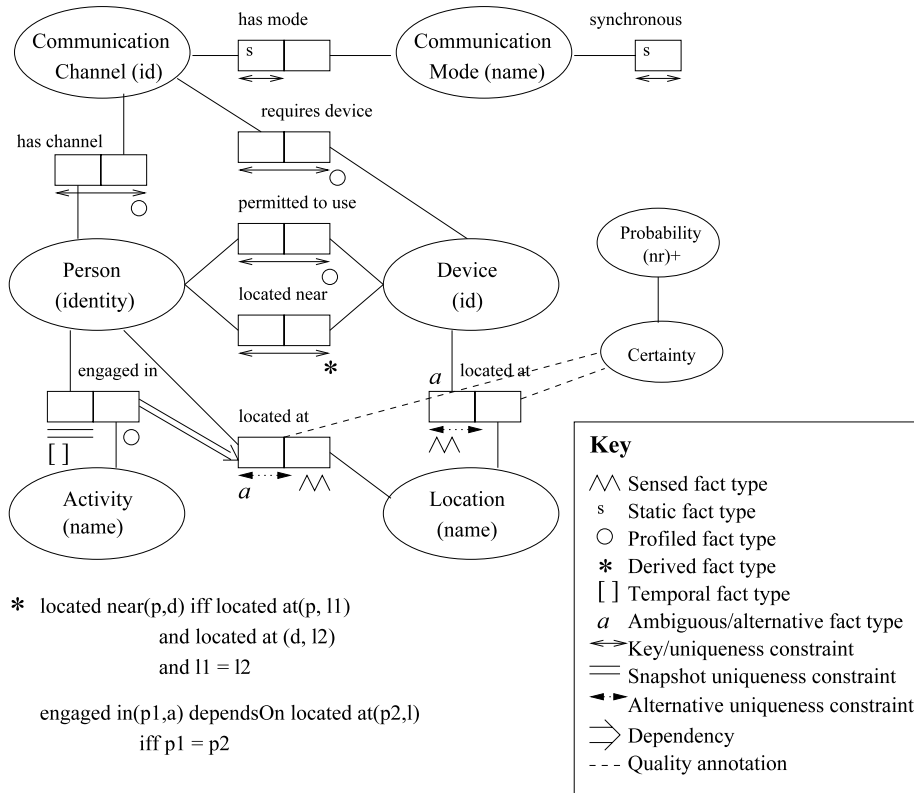 has mode
synchronous
Communication
Channel (id)
s
Communication
Mode (name)
s
requires device
has channel
permitted to use
Probability
(nr)+
Person
(identity)
Device
(id)
located near
*
Certainty
engaged in
a
located at
located at
[ ]
a
Activity
(name)
Location
(name)
Key
Sensed fact type
s Static fact type
Profiled fact type
* Derived fact type
[ ] Temporal fact type
a Ambiguous/alternative fact type
Key/uniqueness constraint
Snapshot uniqueness constraint
Alternative uniqueness constraint
Dependency
Quality annotation
* located near(p,d) iff located at(p, l1)
and located at (d, l2)
and l1 = l2
engaged in(p1,a) dependsOn located at(p2,l)
iff p1 = p2